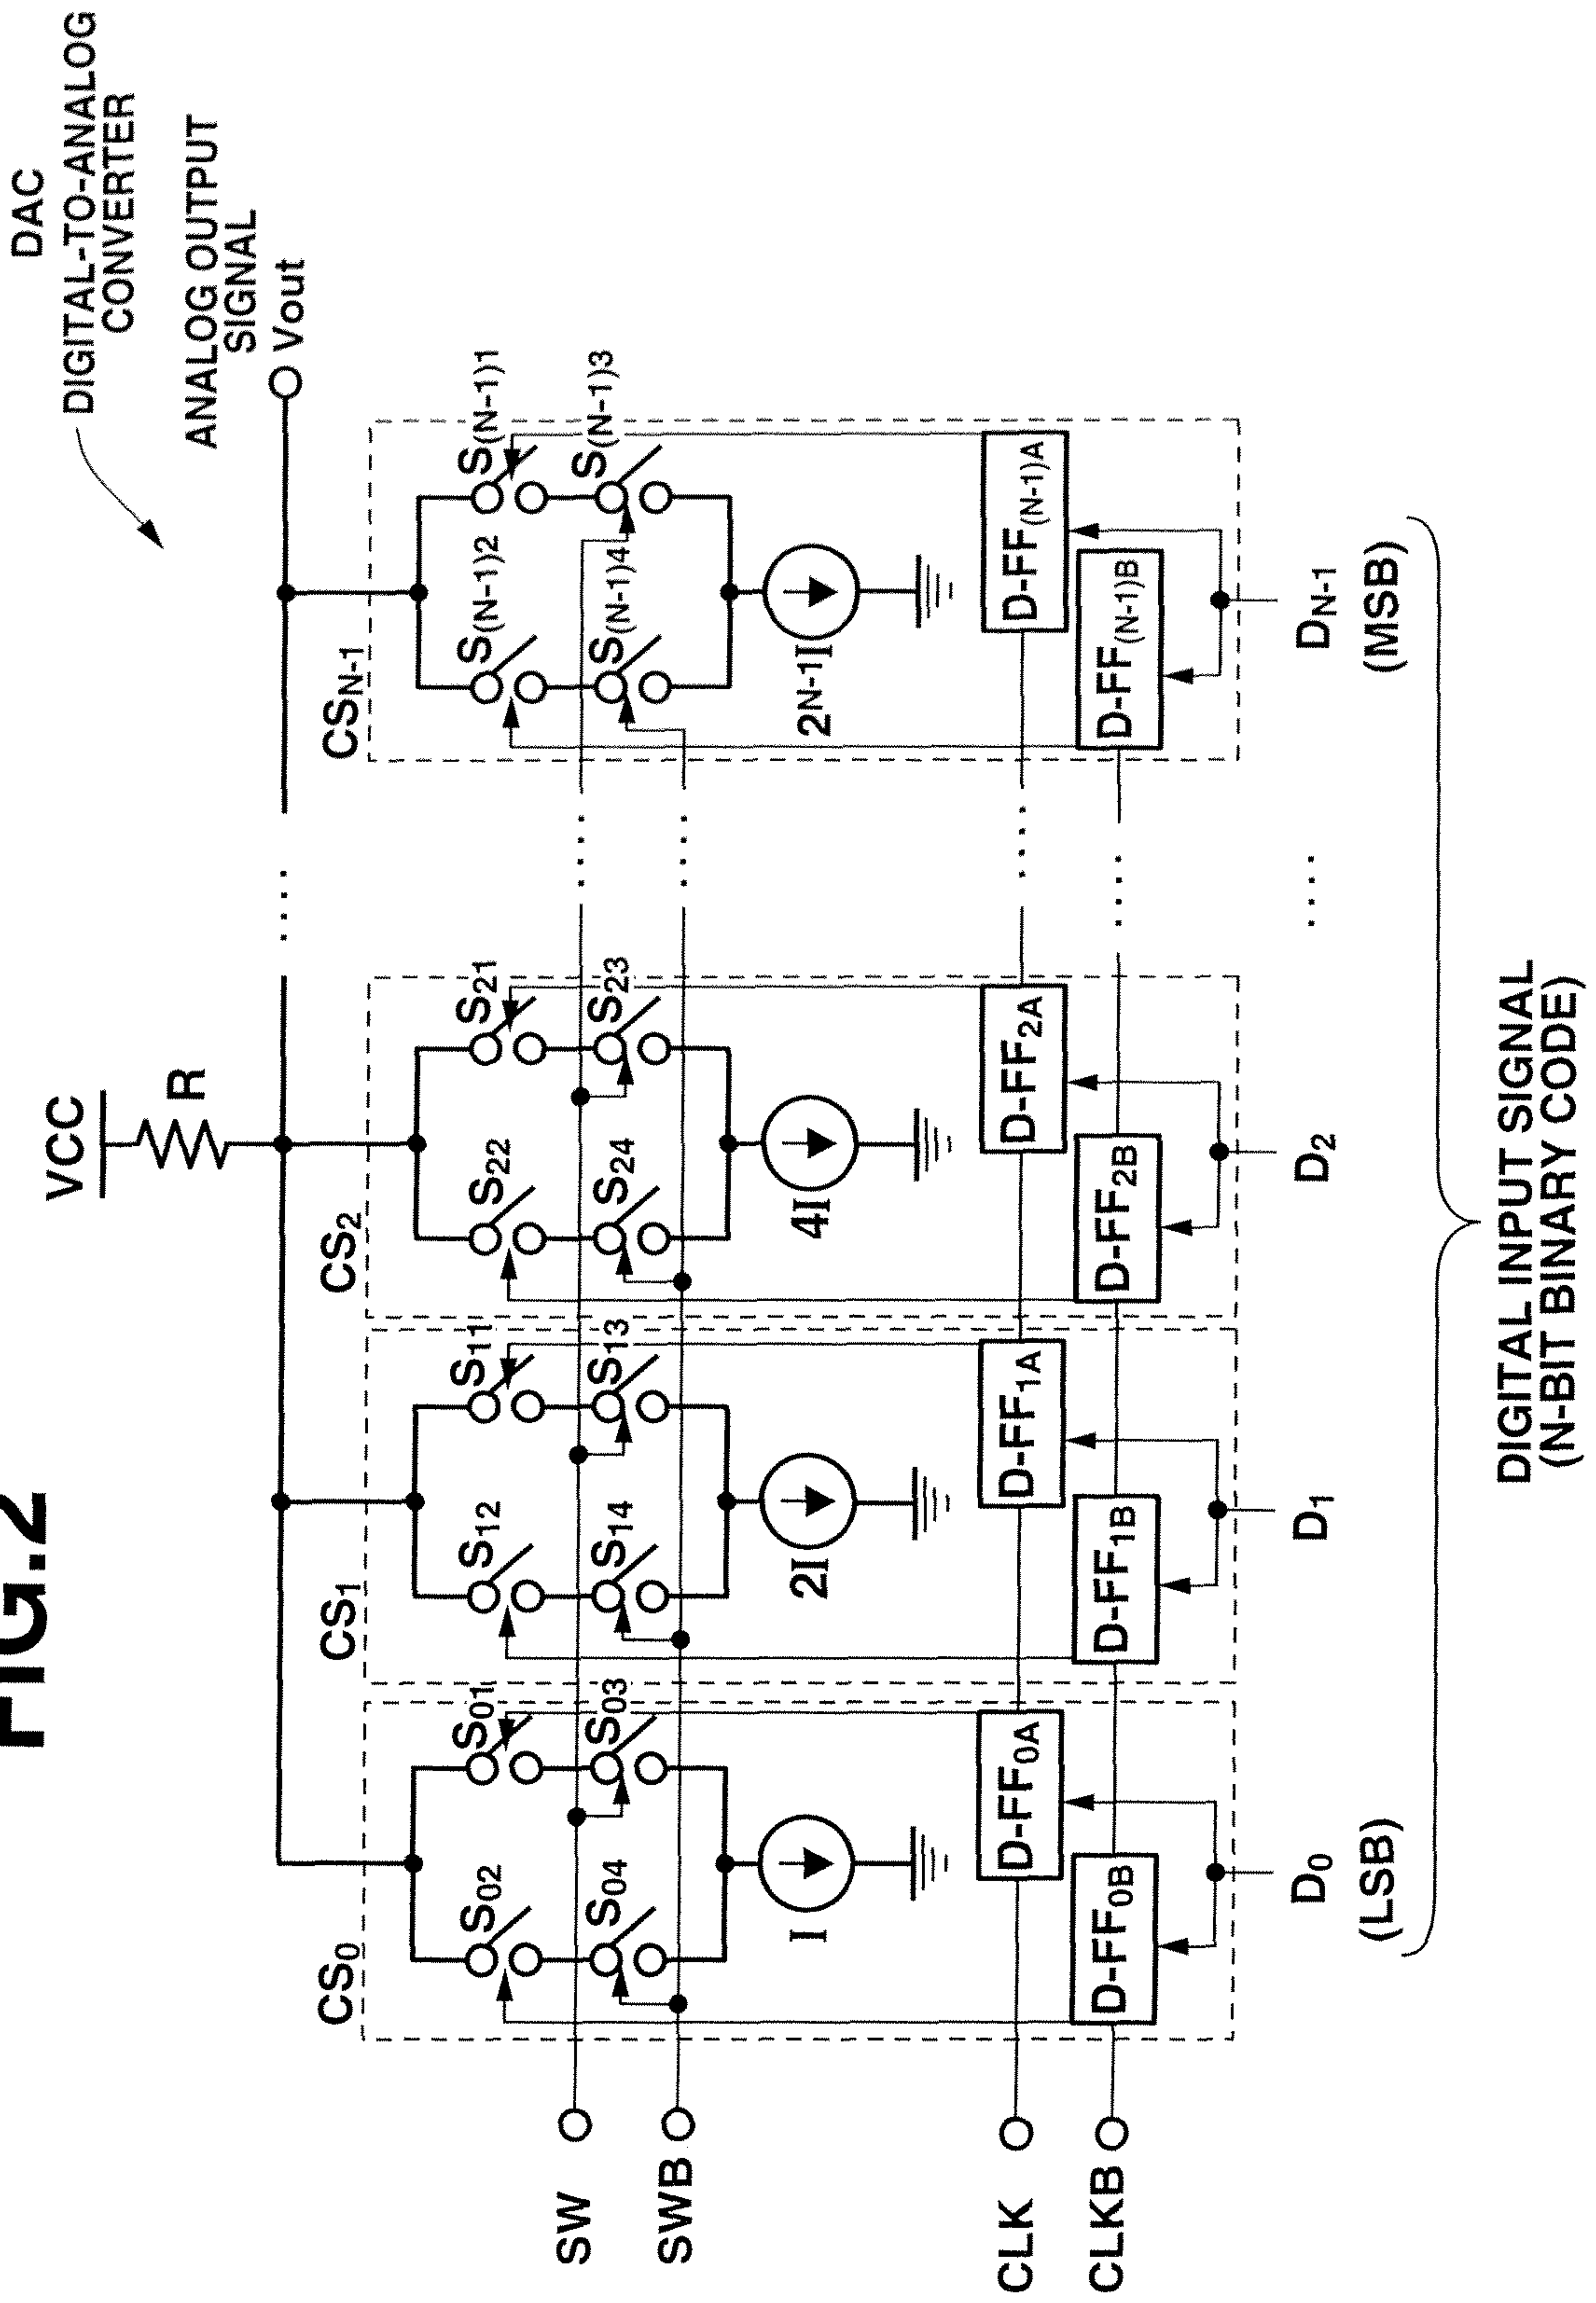 FIG.2
DAC
DIGITAL-TO-ANALOG
CONVERTER
ANALOG OUTPUT
SIGNAL
Vout
VCC
R
CS0
CS1
CS2
CSN-1
S02
S01
S12
S11
S22
S21
S(N-1)2
S(N-1)1
S04
S03
S14
S13
S24
S23
S(N-1)4
S(N-1)3
SW
SWB
I
2I
4I
2N-1I
CLK
D-FF0A
D-FF1A
D-FF2A
D-FF(N-1)A
CLKB
D-FF0B
D-FF1B
D-FF2B
D-FF(N-1)B
D0
(LSB)
D1
D2
DN-1
(MSB)
DIGITAL INPUT SIGNAL
(N-BIT BINARY CODE)